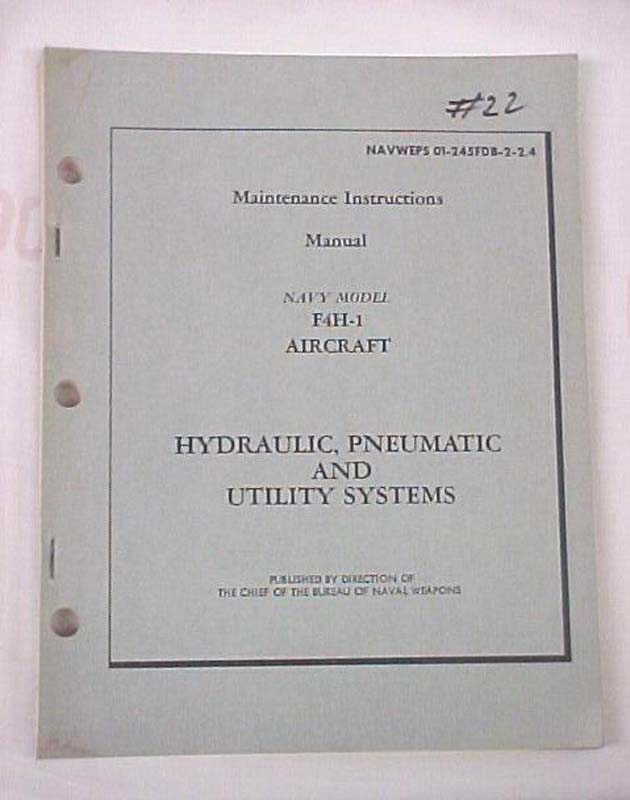 #22
NAVWEPS 01-245FDB-2-2.4
Maintenance Instructions
Manual
NAVY MODEL
F4H-1
AIRCRAFT
HYDRAULIC, PNEUMATIC
AND
UTILITY SYSTEMS
PUBLISHED BY DIRECTION OF
THE CHIEF OF THE BUREAU OF NAVAL WEAPONS